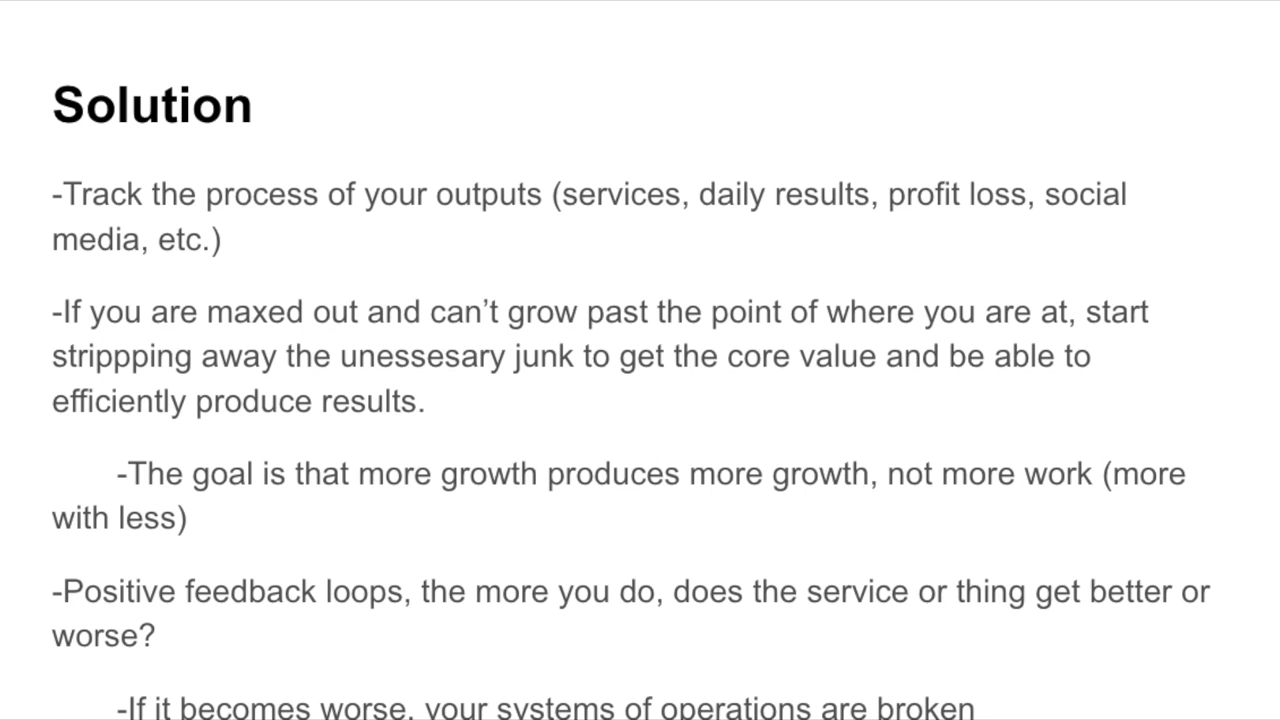 Solution
-Track the process of your outputs (services, daily results, profit loss, social
media, etc.)
-If you are maxed out and can’t grow past the point of where you are at, start
strippping away the unessesary junk to get the core value and be able to
efficiently produce results.
-The goal is that more growth produces more growth, not more work (more
with less)
-Positive feedback loops, the more you do, does the service or thing get better or
worse?
-If it becomes worse, your systems of operations are broken